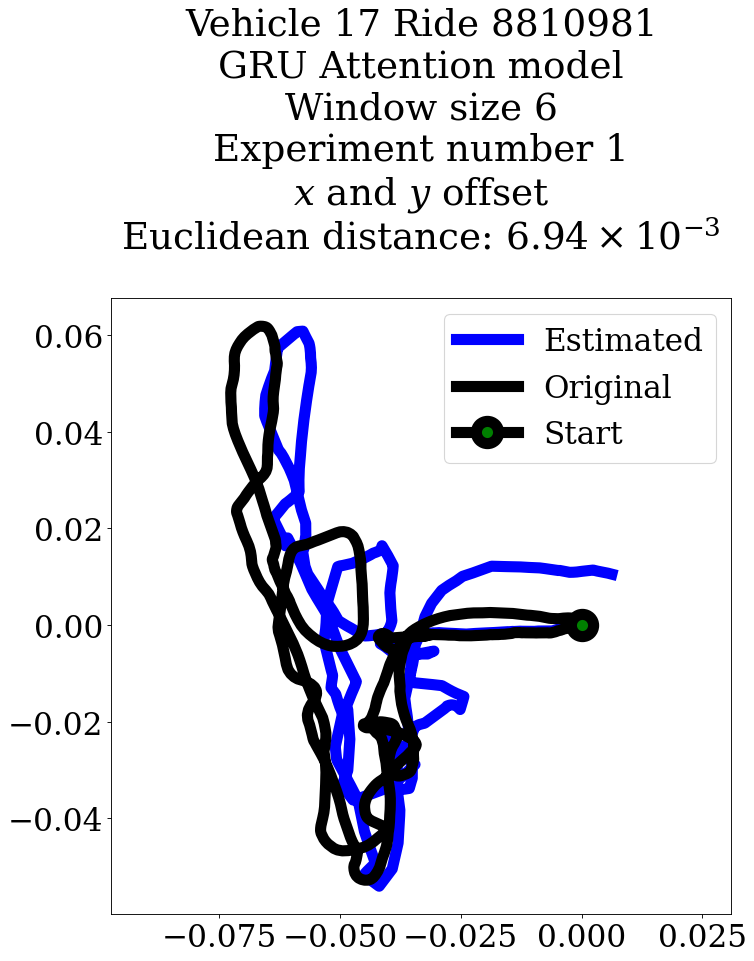 Vehicle 17 Ride 8810981
GRU Attention model
Window size 6
Experiment number 1
x and y offset
Euclidean distance: 6.94 × 10⁻³
Estimated
Original
Start
0.06
0.04
0.02
0.00
−0.02
−0.04
−0.075 −0.050 −0.025 0.000 0.025